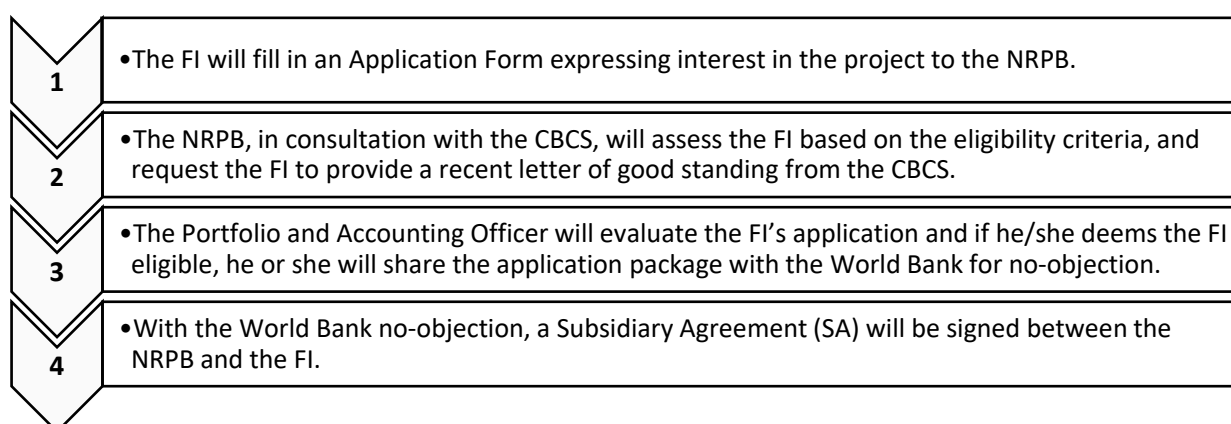 1
•The FI will fill in an Application Form expressing interest in the project to the NRPB.
2
•The NRPB, in consultation with the CBCS, will assess the FI based on the eligibility criteria, and
request the FI to provide a recent letter of good standing from the CBCS.
3
•The Portfolio and Accounting Officer will evaluate the FI’s application and if he/she deems the FI
eligible, he or she will share the application package with the World Bank for no-objection.
4
•With the World Bank no-objection, a Subsidiary Agreement (SA) will be signed between the
NRPB and the FI.